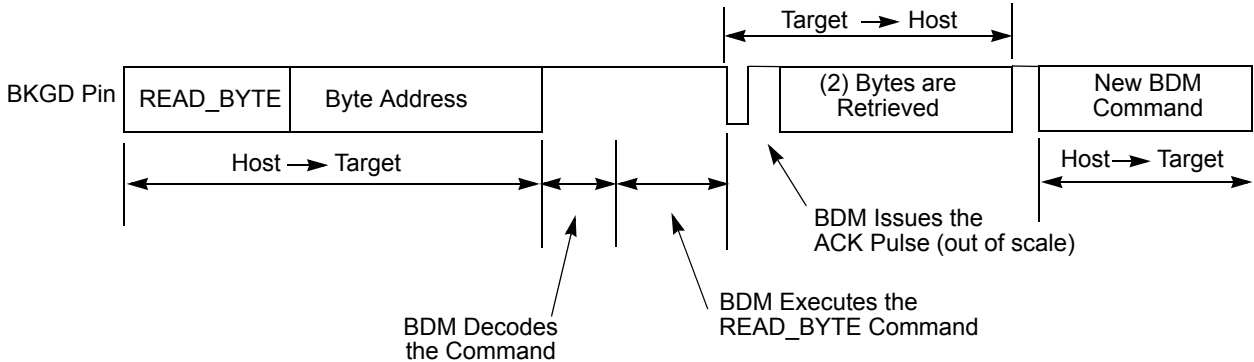 Target → Host
BKGD Pin
READ_BYTE
Byte Address
(2) Bytes are
Retrieved
New BDM
Command
Host → Target
Host → Target
BDM Issues the
ACK Pulse (out of scale)
BDM Decodes
the Command
BDM Executes the
READ_BYTE Command